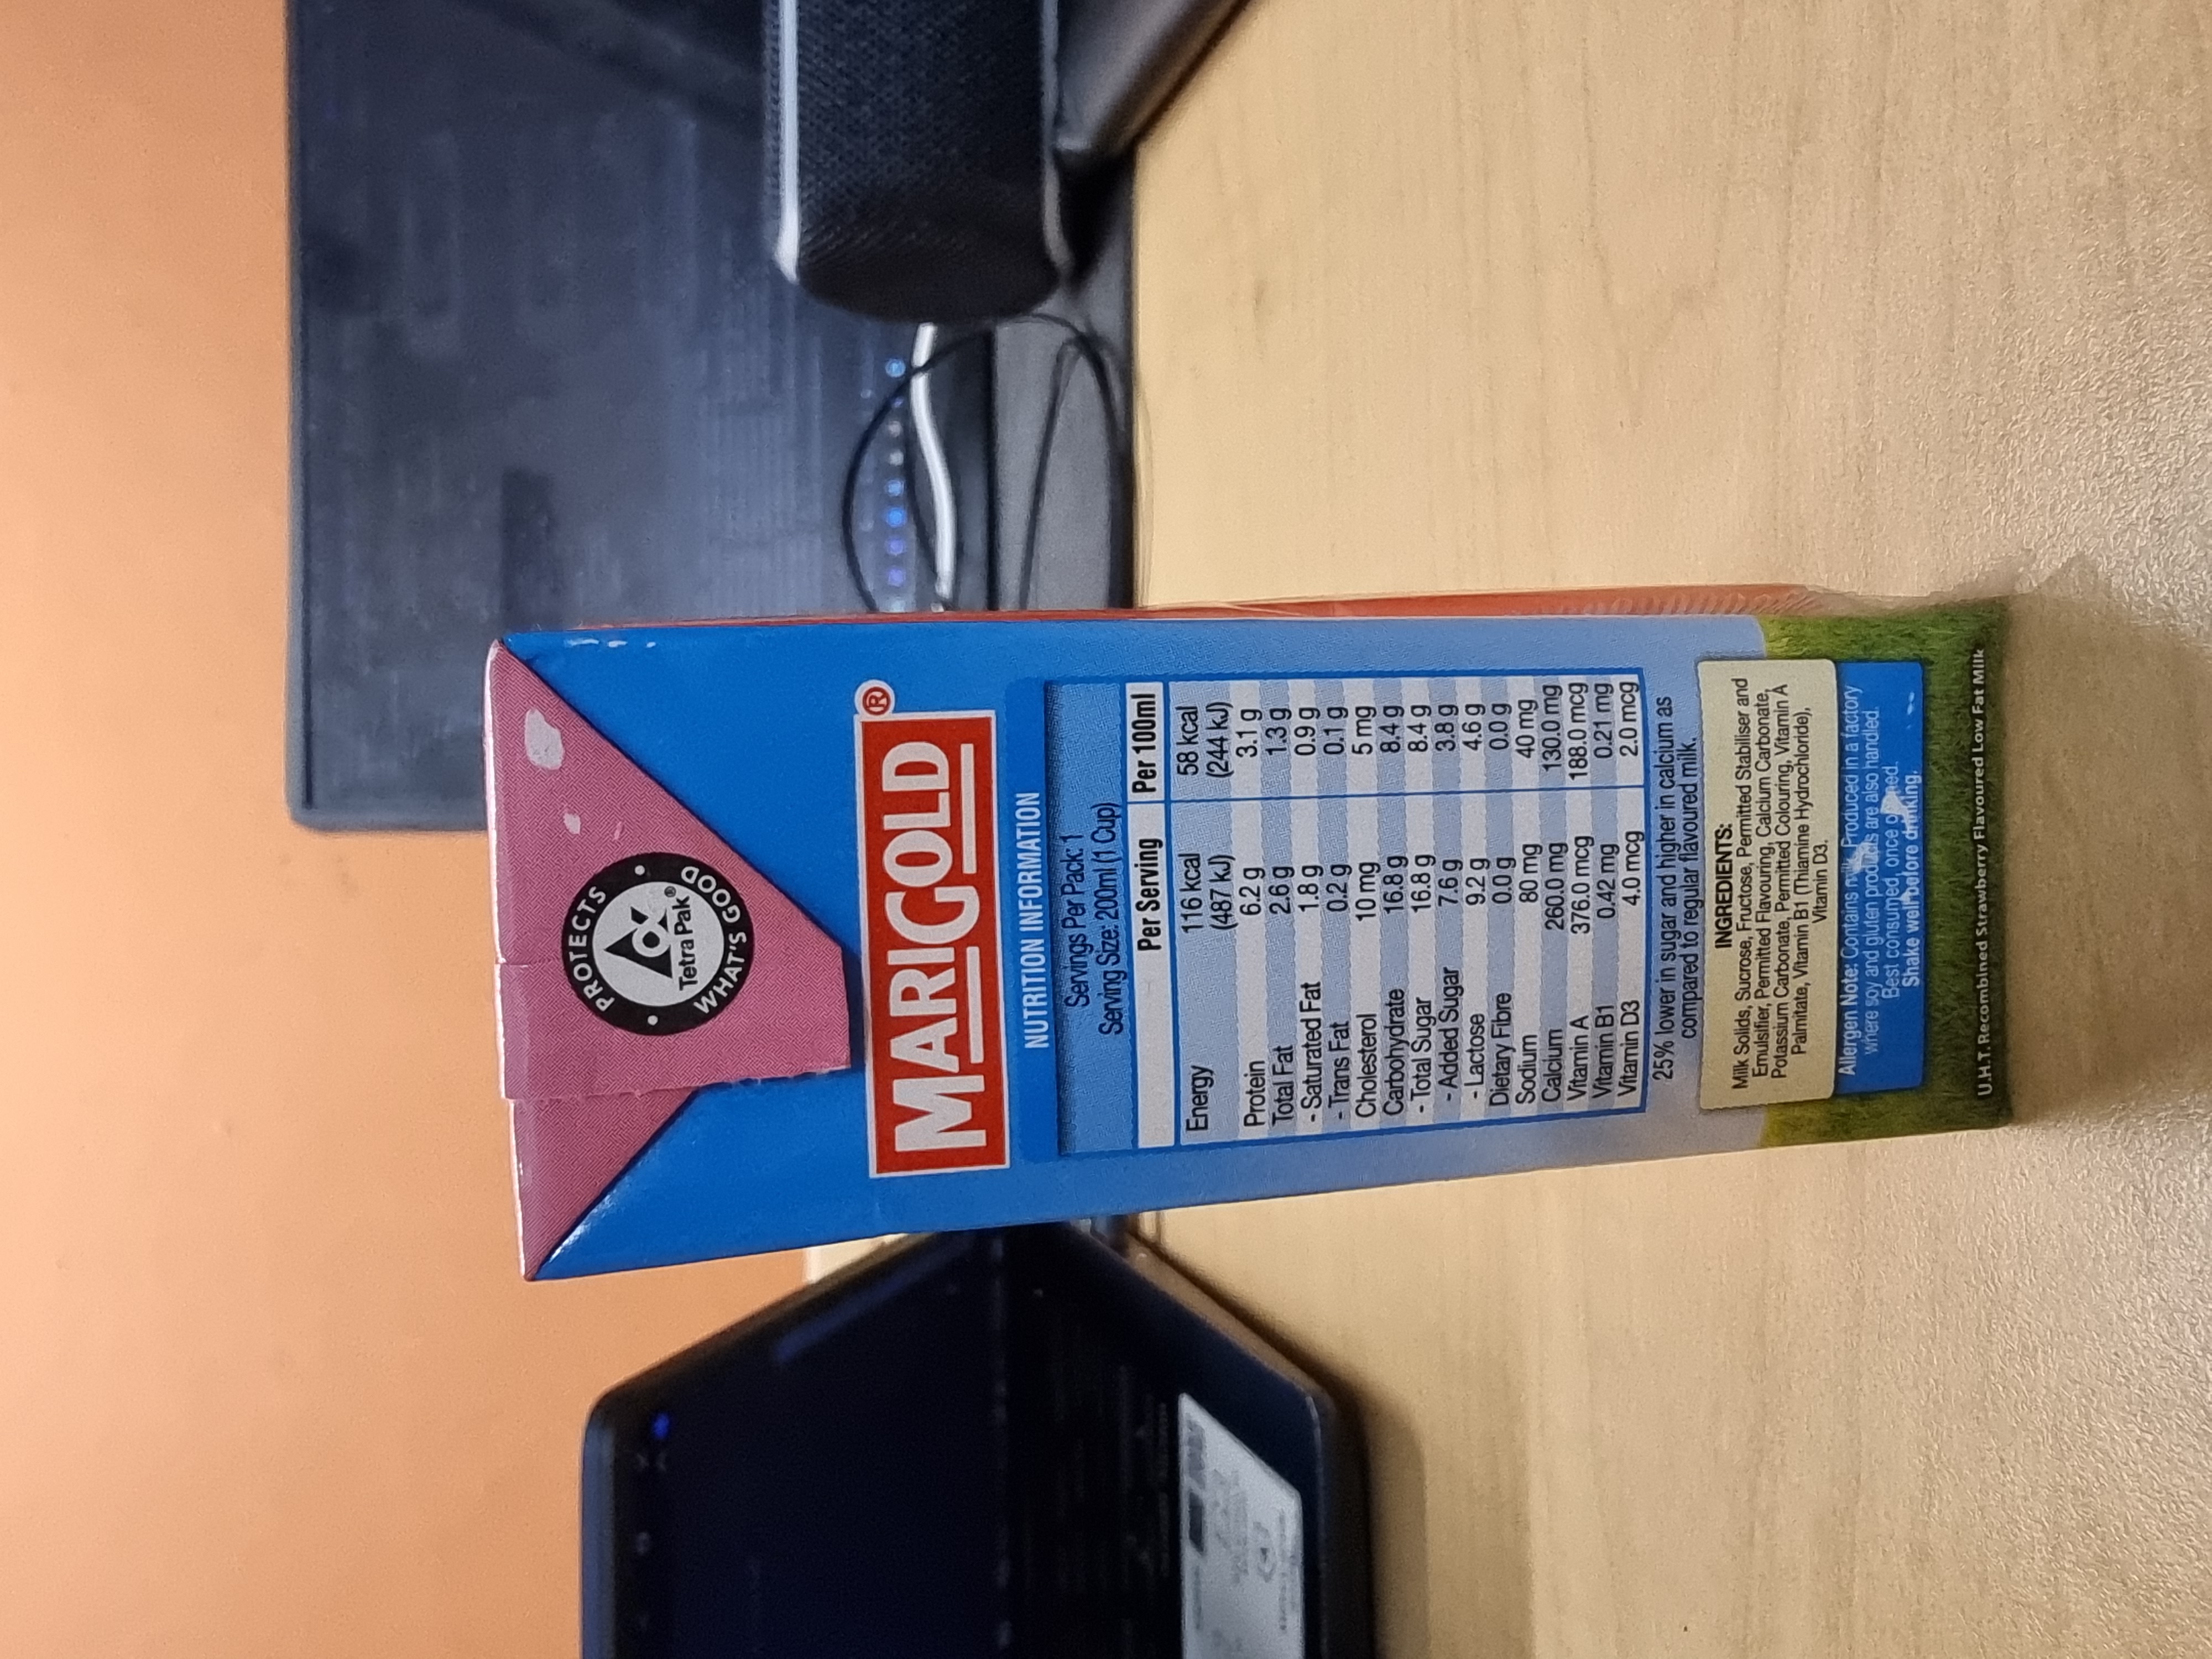 PROTECTS
Tetra Pak®
WHAT'S GOOD
MARIGOLD®
NUTRITION INFORMATION
Servings Per Pack: 1
Serving Size: 200ml (1 Cup)
Per Serving Per 100ml
Energy 116 kcal 58 kcal
(487 kJ) (244 kJ)
Protein 6.2 g 3.1 g
Total Fat 2.6 g 1.3 g
- Saturated Fat 1.8 g 0.9 g
- Trans Fat 0.2 g 0.1 g
Cholesterol 10 mg 5 mg
Carbohydrate 16.8 g 8.4 g
- Total Sugar 16.8 g 8.4 g
- Added Sugar 7.6 g 3.8 g
- Lactose 9.2 g 4.6 g
Dietary Fibre 0.0 g 0.0 g
Sodium 80 mg 40 mg
Calcium 260.0 mg 130.0 mg
Vitamin A 376.0 mcg 188.0 mcg
Vitamin B1 0.42 mg 0.21 mg
Vitamin D3 4.0 mcg 2.0 mcg
25% lower in sugar and higher in calcium as
compared to regular flavoured milk.
INGREDIENTS:
Milk Solids, Sucrose, Fructose, Permitted Stabiliser and
Emulsifier, Permitted Flavouring, Calcium Carbonate,
Potassium Carbonate, Permitted Colouring, Vitamin A
Palmitate, Vitamin B1 (Thiamine Hydrochloride),
Vitamin D3.
Allergen Note: Contains milk. Produced in a factory
where soy and gluten products are also handled.
Best consumed, once opened.
Shake well before drinking.
U.H.T. Recombined Strawberry Flavoured Low Fat Milk